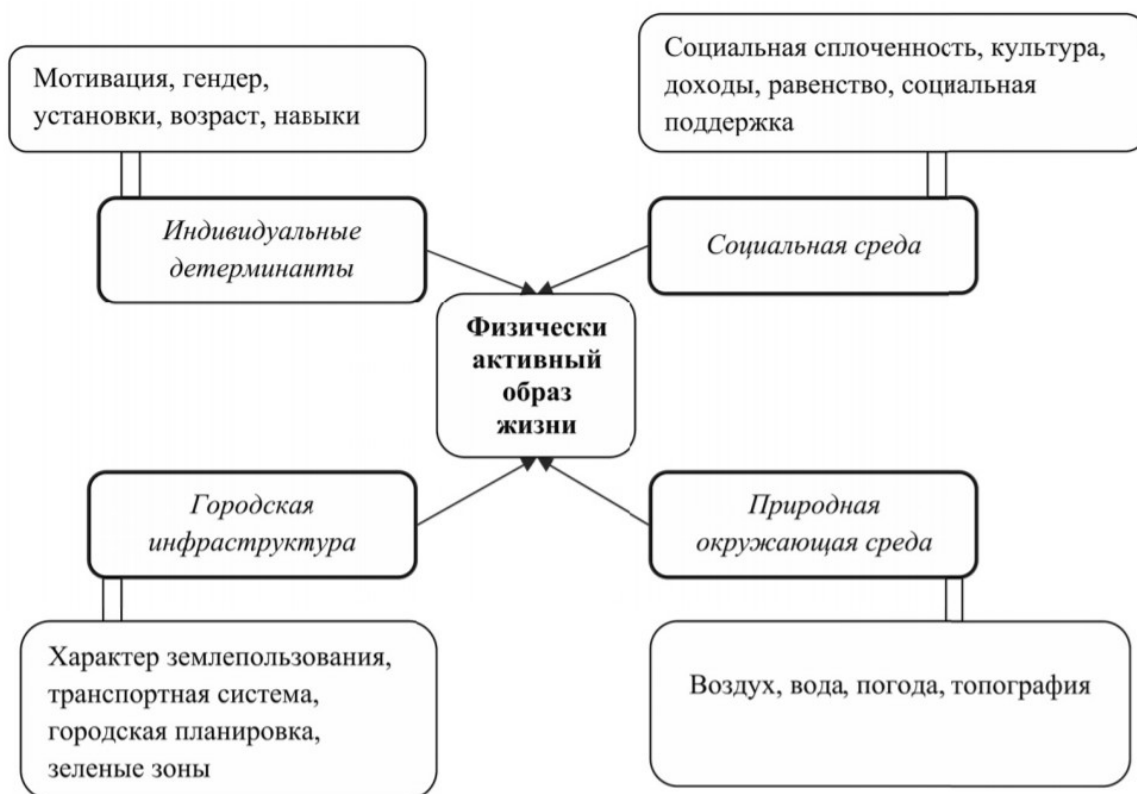 Мотивация, гендер,
установки, возраст, навыки
Социальная сплоченность, культура,
доходы, равенство, социальная
поддержка
Индивидуальные
детерминанты
Социальная среда
Физически
активный
образ
жизни
Городская
инфраструктура
Природная
окружающая среда
Характер землепользования,
транспортная система,
городская планировка,
зеленые зоны
Воздух, вода, погода, топография